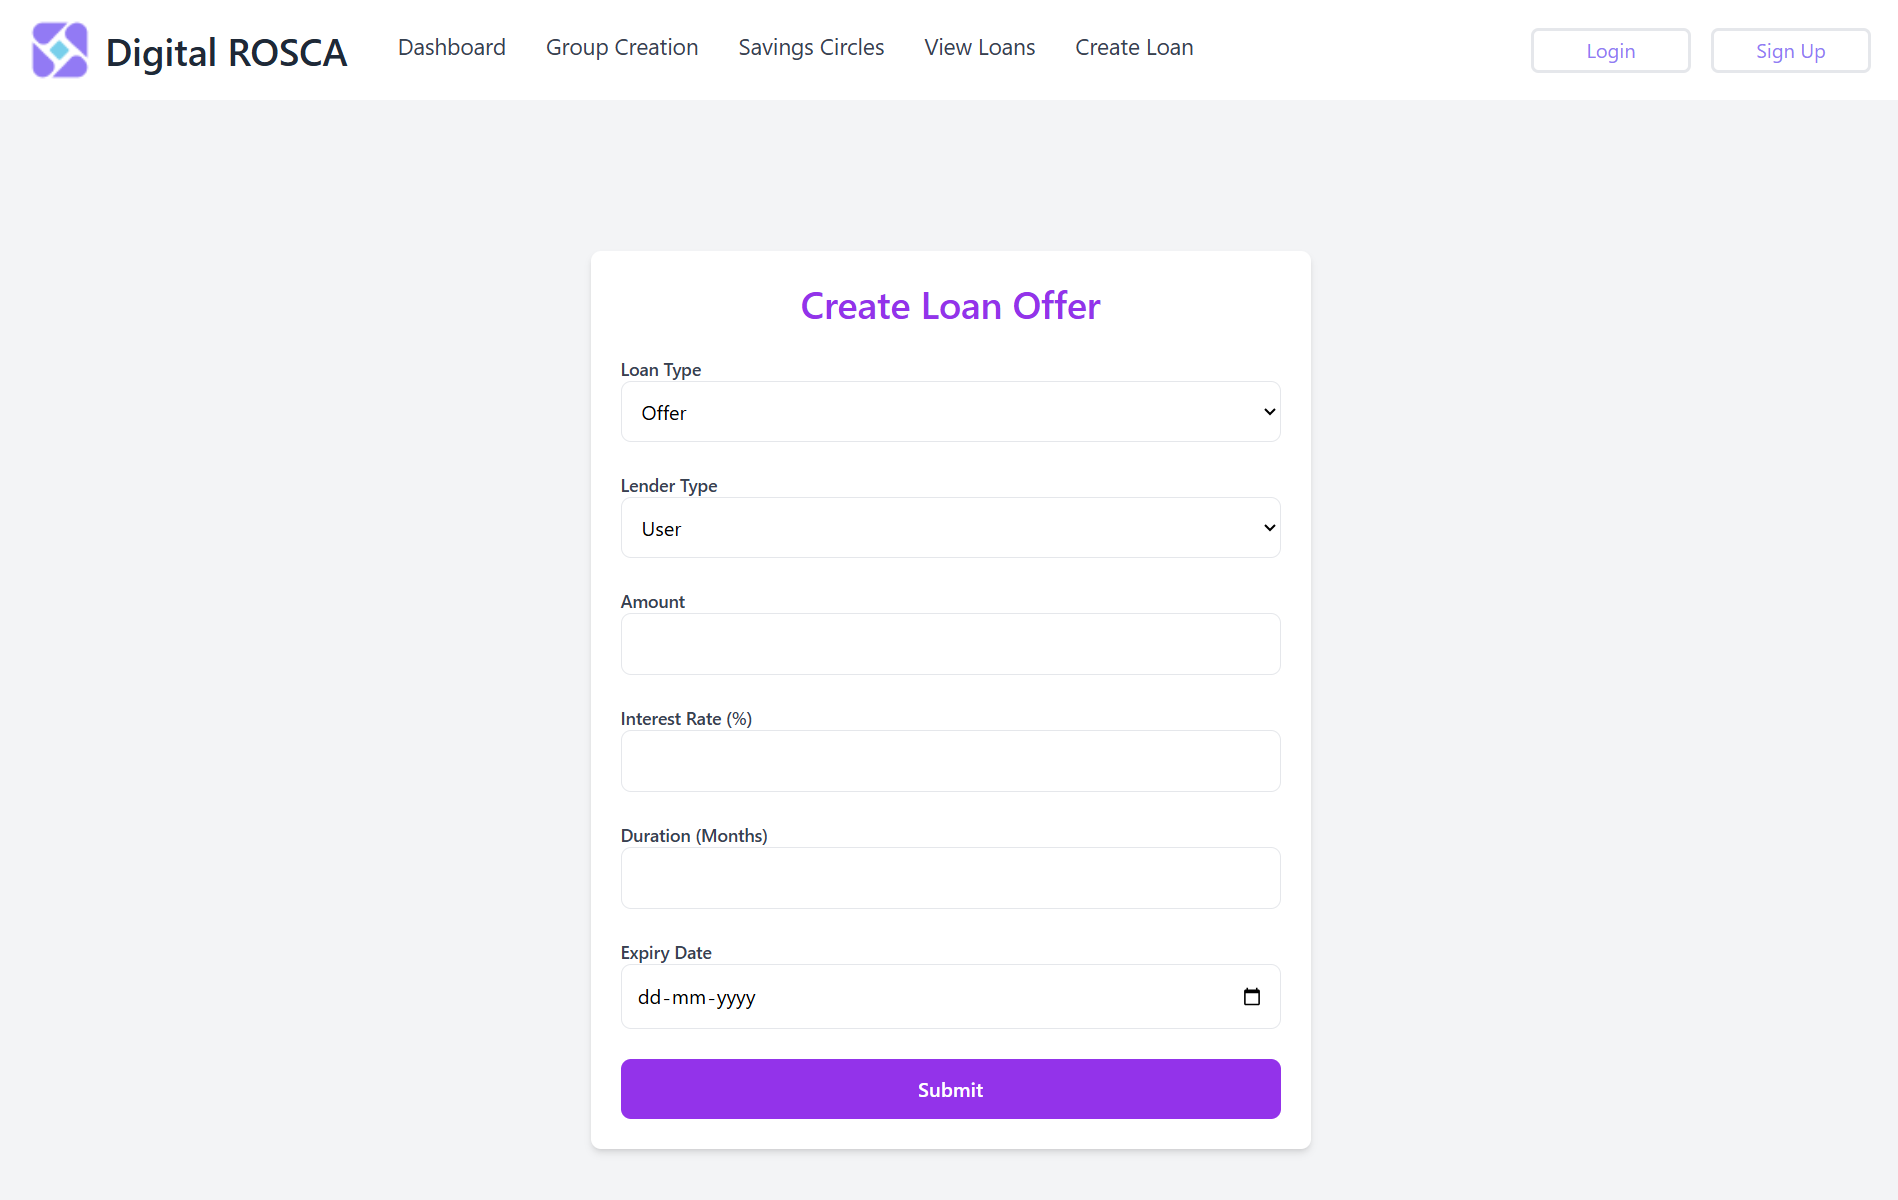 Digital ROSCA Dashboard Group Creation Savings Circles View Loans Create Loan Login Sign Up
Create Loan Offer
Loan Type
Offer
Lender Type
User
Amount
Interest Rate (%)
Duration (Months)
Expiry Date
dd-mm-yyyy
Submit